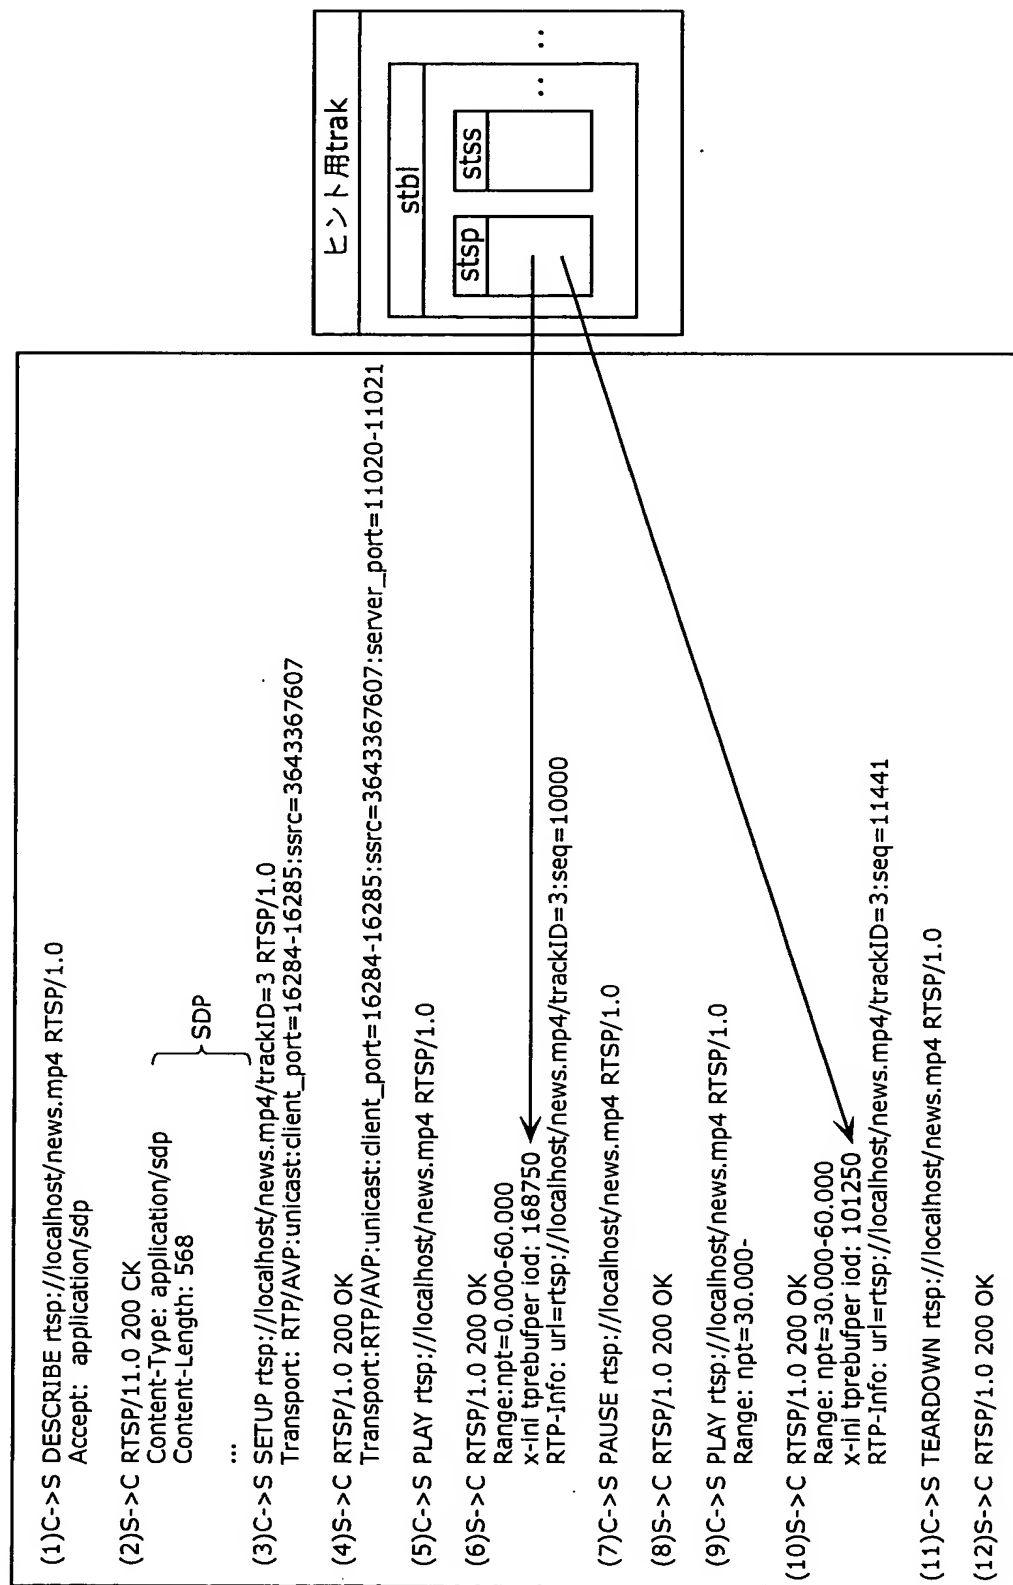 (1)C->S DESCRIBE rtsp://localhost/news.mp4 RTSP/1.0
Accept: application/sdp
(2)S->C RTSP/11.0 200 CK
Content-Type: application/sdp
Content-Length: 568
SDP
...
(3)C->S SETUP rtsp://localhost/news.mp4/trackID=3 RTSP/1.0
Transport: RTP/AVP:unicast:client_port=16284-16285:ssrc=3643367607
(4)S->C RTSP/1.0 200 OK
Transport:RTP/AVP:unicast:client_port=16284-16285:ssrc=3643367607:server_port=11020-11021
(5)C->S PLAY rtsp://localhost/news.mp4 RTSP/1.0
(6)S->C RTSP/1.0 200 OK
Range:npt=0.000-60.000
x-ini tprebufper iod: 168750
RTP-Info: url=rtsp://localhost/news.mp4/trackID=3:seq=10000
(7)C->S PAUSE rtsp://localhost/news.mp4 RTSP/1.0
(8)S->C RTSP/1.0 200 OK
(9)C->S PLAY rtsp://localhost/news.mp4 RTSP/1.0
Range: npt=30.000-
(10)S->C RTSP/1.0 200 OK
Range: npt=30.000-60.000
x-ini tprebufper iod: 101250
RTP-Info: url=rtsp://localhost/news.mp4/trackID=3:seq=11441
(11)C->S TEARDOWN rtsp://localhost/news.mp4 RTSP/1.0
(12)S->C RTSP/1.0 200 OK
ヒント用trak
stbl
stsp
stss
‥
‥